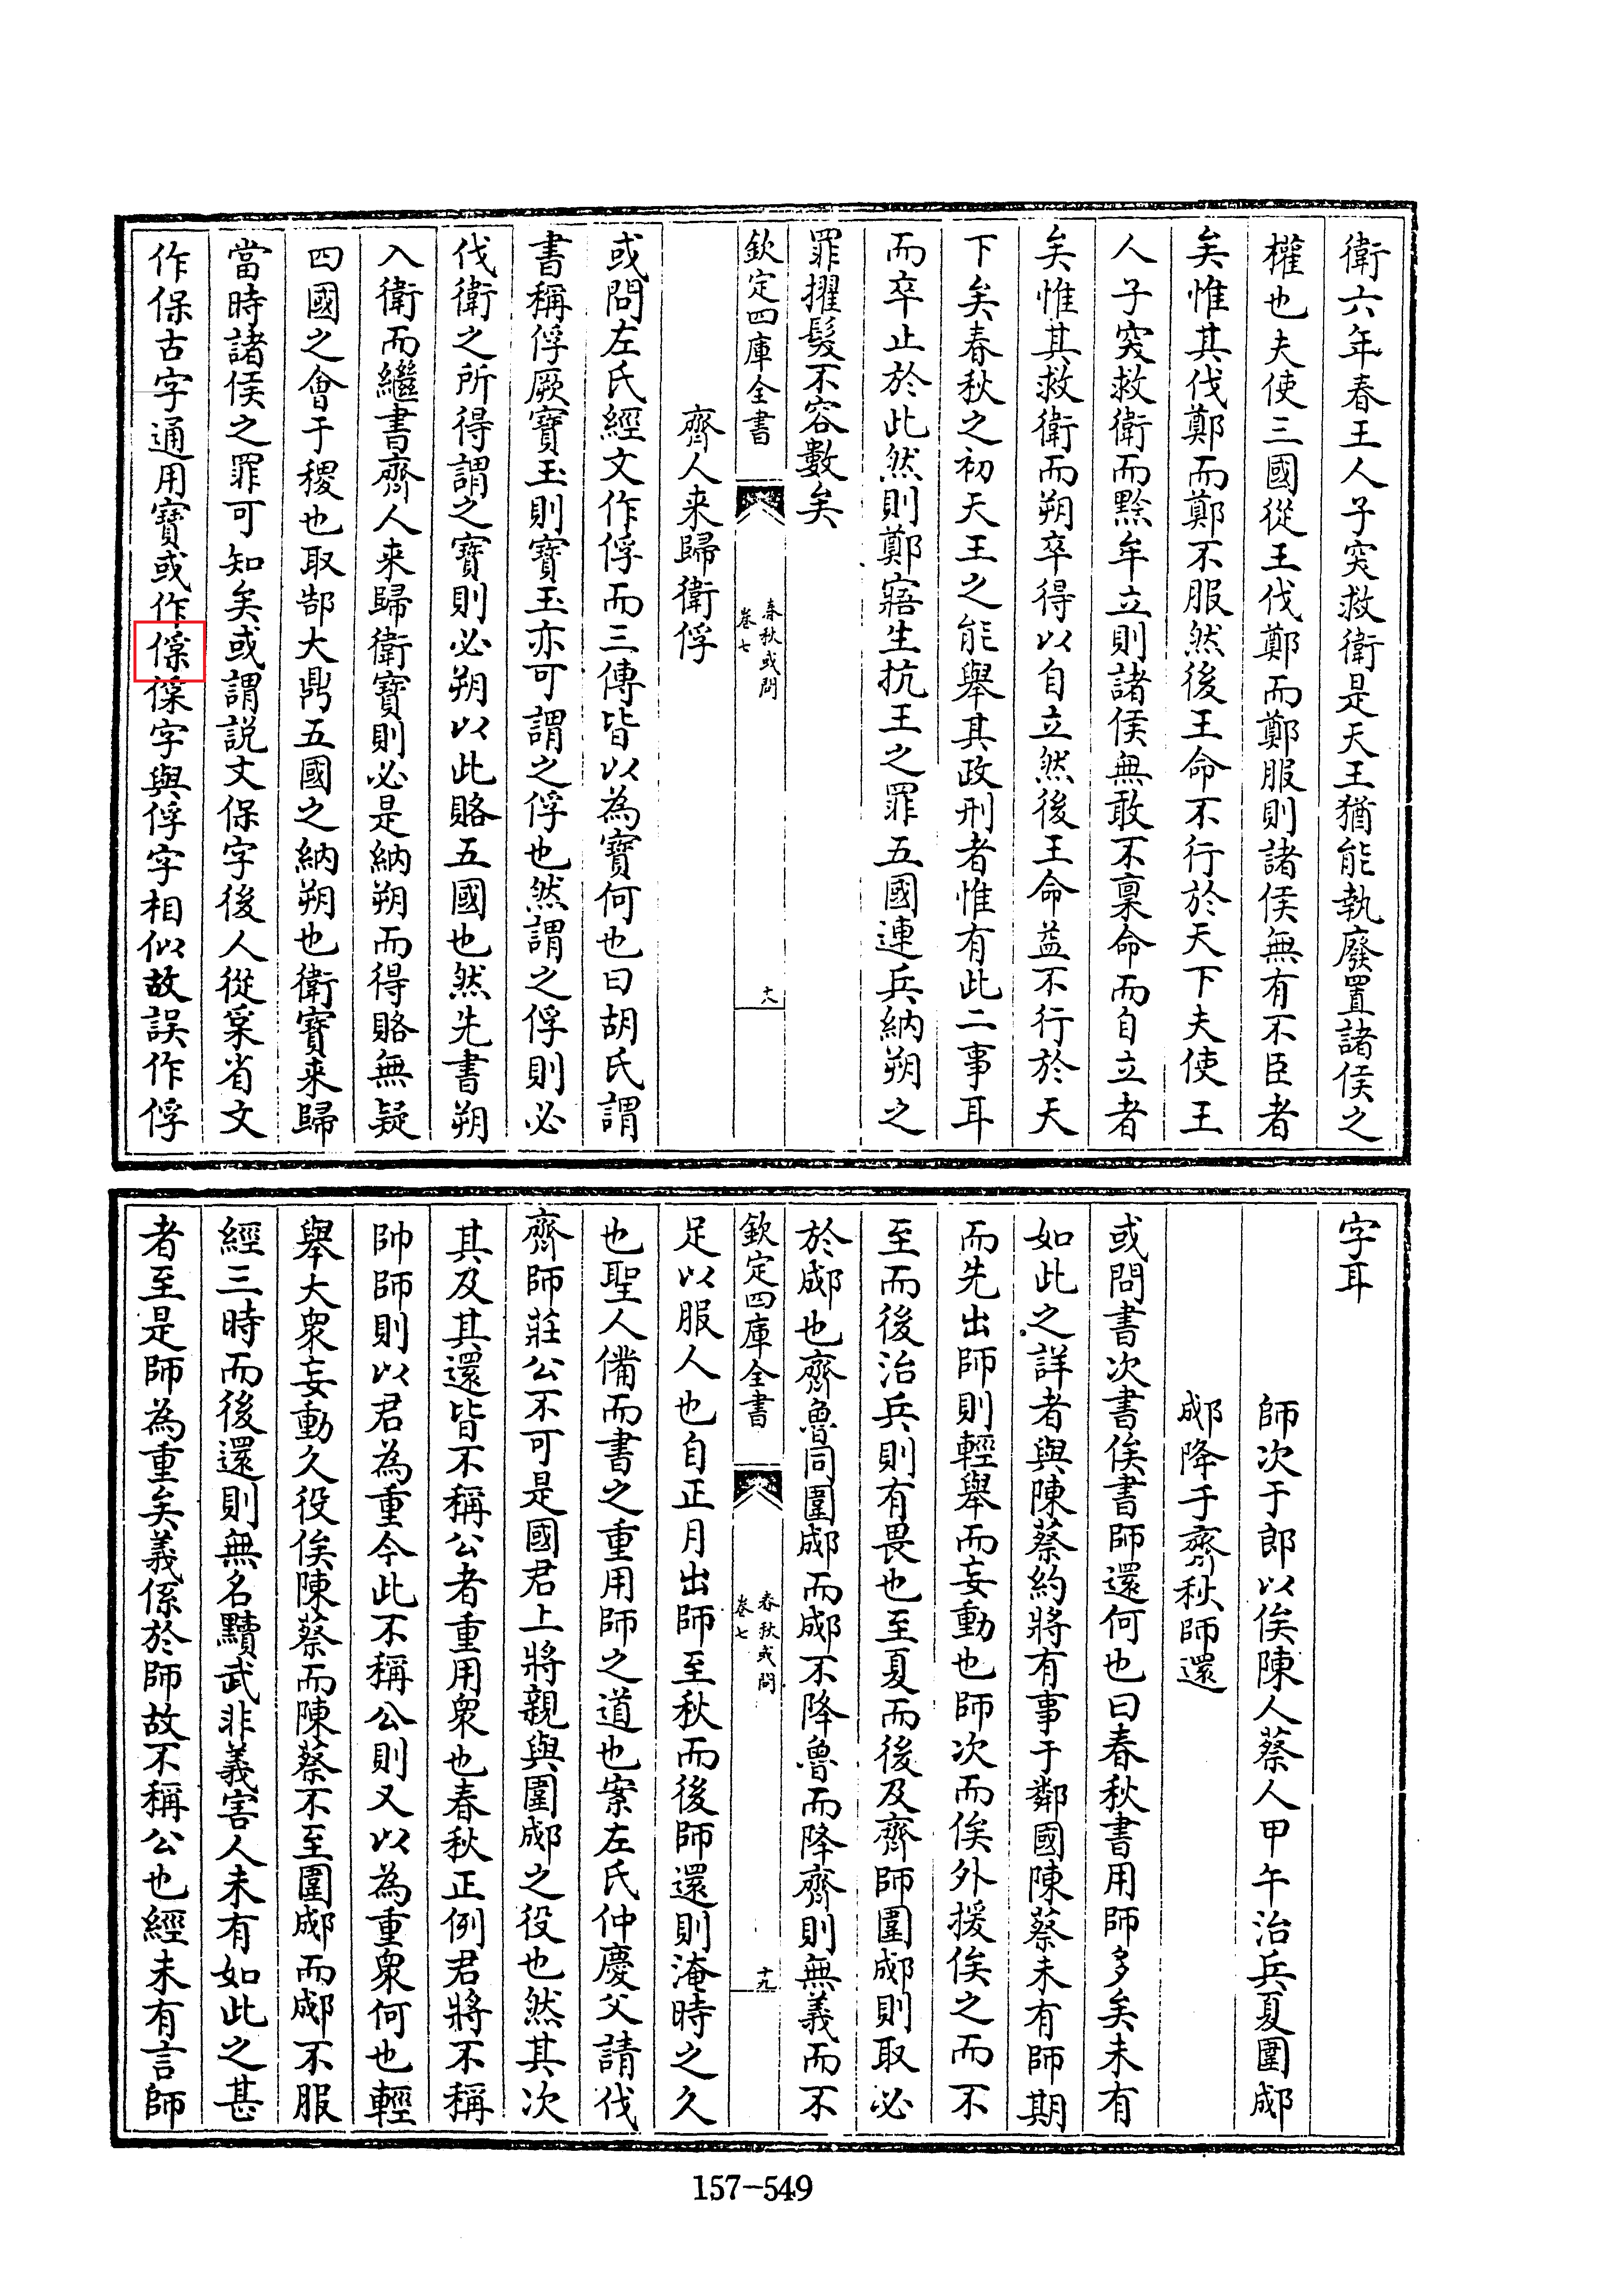 衛六年春王人子突救衛是天王猶能執廢置諸侯之
權也夫使三國從王伐鄭而鄭服則諸侯無有不臣者
矣惟其伐鄭而鄭不服然後王命不行於天下夫使王
人子突救衛而黔牟立則諸侯無敢不禀命而自立者
矣惟其救衛而朔卒得以自立然後王命益不行於天
下矣春秋之初天王之能舉其政刑者惟有此二事耳
而卒止於此然則鄭寤生抗王之罪五國連兵納朔之
罪擢髮不容數矣
欽定四庫全書
春秋或問
卷七
十八
齊人来歸衛俘
或問左氏經文作俘而三傳皆以為寳何也曰胡氏謂
書稱俘厥寳玉則寳玉亦可謂之俘也然謂之俘則必
伐衛之所得謂之寳則必朔以此賂五國也然先書朔
入衛而繼書齊人来歸衛寳則必是納朔而得賂無疑
四國之會于稷也取郜大鼎五國之納朔也衛寳来歸
當時諸侯之罪可知矣或謂説文保字後人從省文
作保古字通用寳或作字與俘字相似故誤作俘
字耳
師次于郎以俟陳人蔡人甲午治兵夏圍郕
郕降于齊秋師還
或問書次書俟書師還何也曰春秋書用師多矣未有
如此之詳者與陳蔡約將有事于鄰國陳蔡未有師期
而先出師則輕舉而妄動也師次而俟外援俟之而不
至而後治兵則有畏也至夏而後及齊師圍郕則取必
於郕也齊魯同圍郕而郕不降魯而降齊則無義而不
欽定四庫全書
春秋或問
卷七
十九
足以服人也自正月出師至秋而後師還則淹時之久
也聖人備而書之重用師之道也案左氏仲慶父請伐
齊師莊公不可是國君上將親與圍郕之役也然其次
其及其還皆不稱公者重用衆也春秋正例君將不稱
帥師則以君為重今此不稱公則又以為重衆何也輕
舉大衆妄動久役俟陳蔡而陳蔡不至圍郕而郕不服
經三時而後還則無名黷武非義害人未有如此之甚
者至是師為重矣義係於師故不稱公也經未有言師
157-549